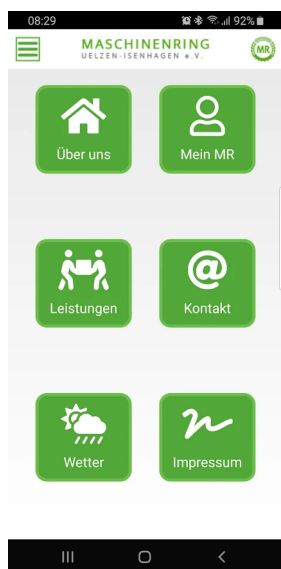 08:29 92%
MASCHINENRING
UELZEN-ISENHAGEN e.V.
MR
Über uns
Mein MR
Leistungen
@
Kontakt
Wetter
Impressum